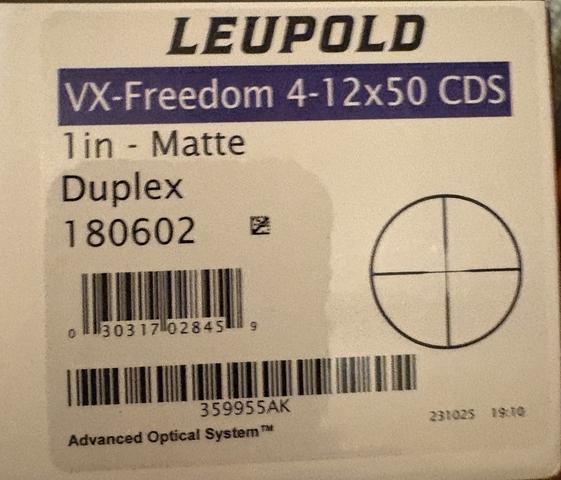 LEUPOLD
VX-Freedom 4-12x50 CDS
1in - Matte
Duplex
180602
0 30317 02845 9
359955AK
231025 19:10
Advanced Optical System™